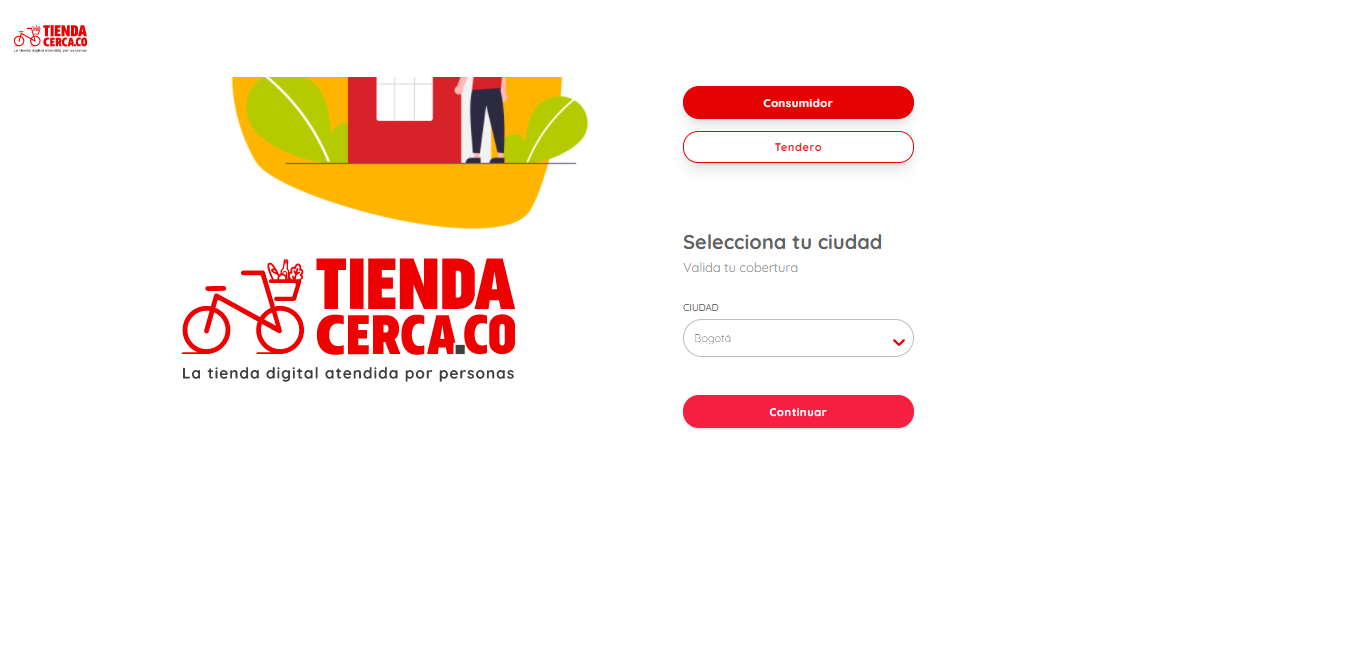 TIENDA
CERCA.CO
La tienda digital atendida por personas
Consumidor
Tendero
Selecciona tu ciudad
Valida tu cobertura
CIUDAD
Bogotá
Continuar
TIENDA
CERCA.CO
La tienda digital atendida por personas